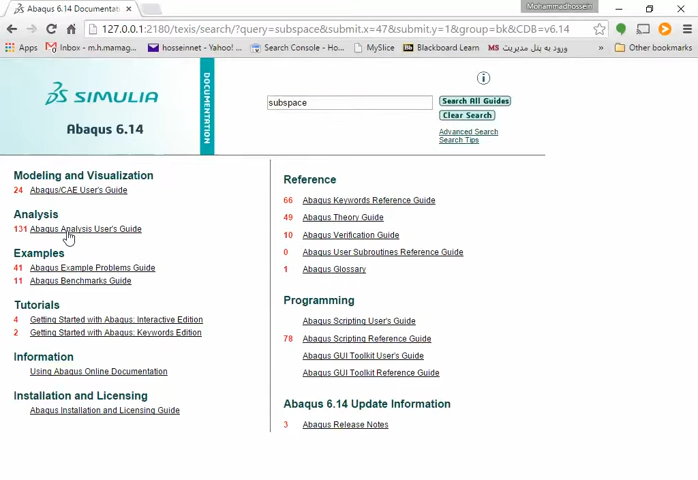 Mohammadhossein
Abaqus 6.14 Documentat
127.0.0.1:2180/texis/search/?query=subspace&submit.x=47&submit.y=1&group=bk&CDB=v6.14
Apps
Inbox - m.h.mamag...
hosseinnet - Yahoo! ...
Search Console - Ho...
MySlice
Blackboard Learn
MS ورود به پنل مدیریت
»
Other bookmarks
SIMULIA
Abaqus 6.14
DOCUMENTATION
subspace
Search All Guides
Clear Search
Advanced Search
Search Tips
Modeling and Visualization
24 Abaqus/CAE User's Guide
Analysis
131 Abaqus Analysis User's Guide
Examples
41 Abaqus Example Problems Guide
11 Abaqus Benchmarks Guide
Tutorials
4 Getting Started with Abaqus: Interactive Edition
2 Getting Started with Abaqus: Keywords Edition
Information
Using Abaqus Online Documentation
Installation and Licensing
Abaqus Installation and Licensing Guide
Reference
66 Abaqus Keywords Reference Guide
49 Abaqus Theory Guide
10 Abaqus Verification Guide
0 Abaqus User Subroutines Reference Guide
1 Abaqus Glossary
Programming
Abaqus Scripting User's Guide
78 Abaqus Scripting Reference Guide
Abaqus GUI Toolkit User's Guide
Abaqus GUI Toolkit Reference Guide
Abaqus 6.14 Update Information
3 Abaqus Release Notes